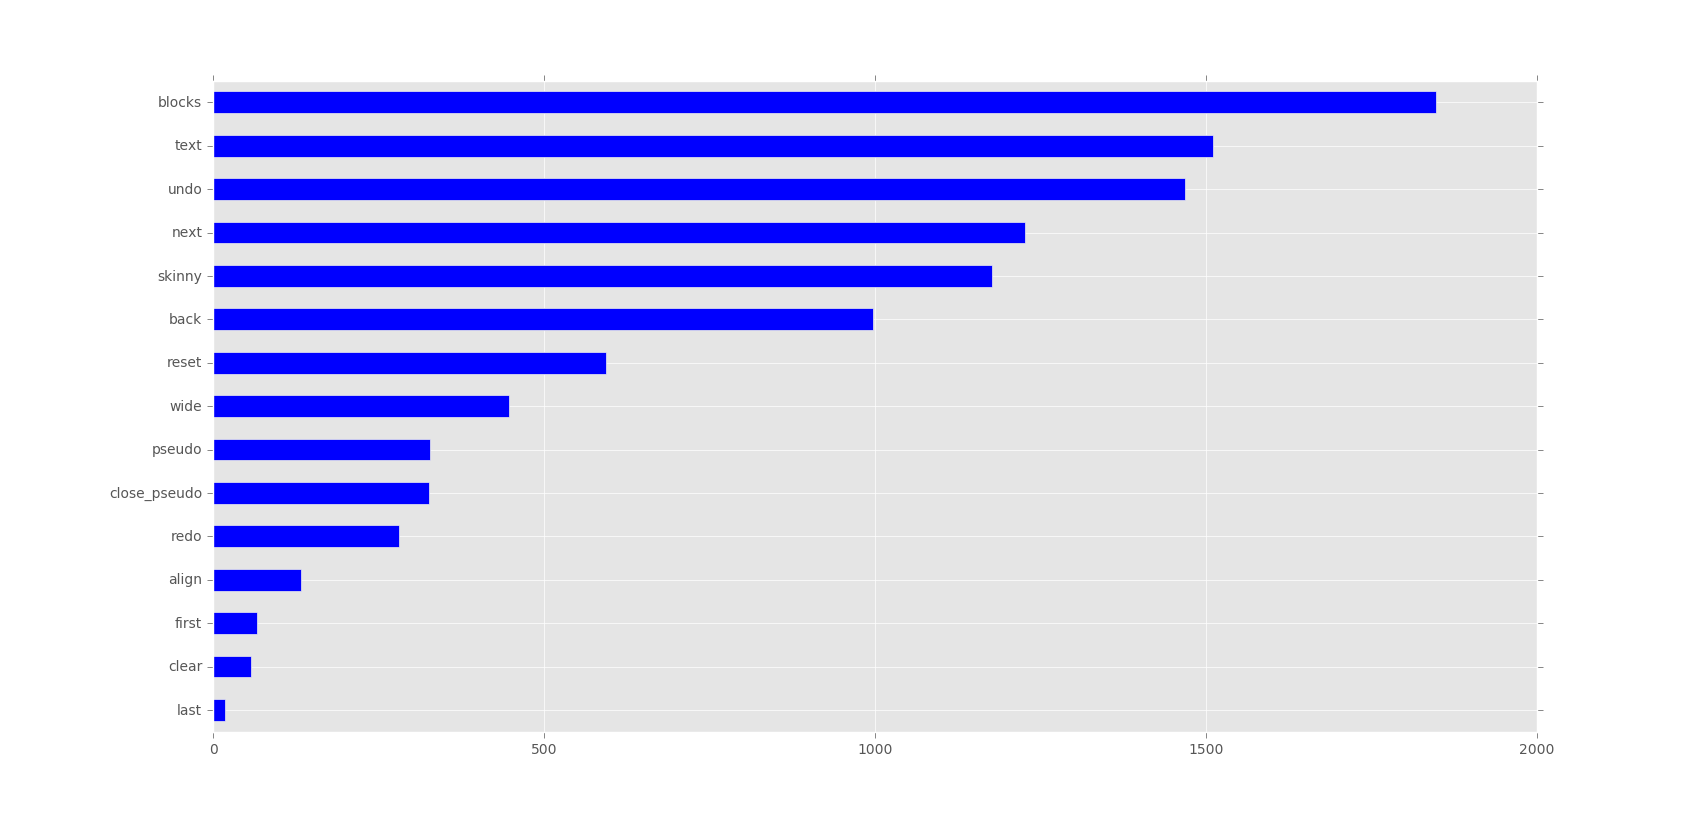 blocks
text
undo
next
skinny
back
reset
wide
pseudo
close_pseudo
redo
align
first
clear
last
0 500 1000 1500 2000